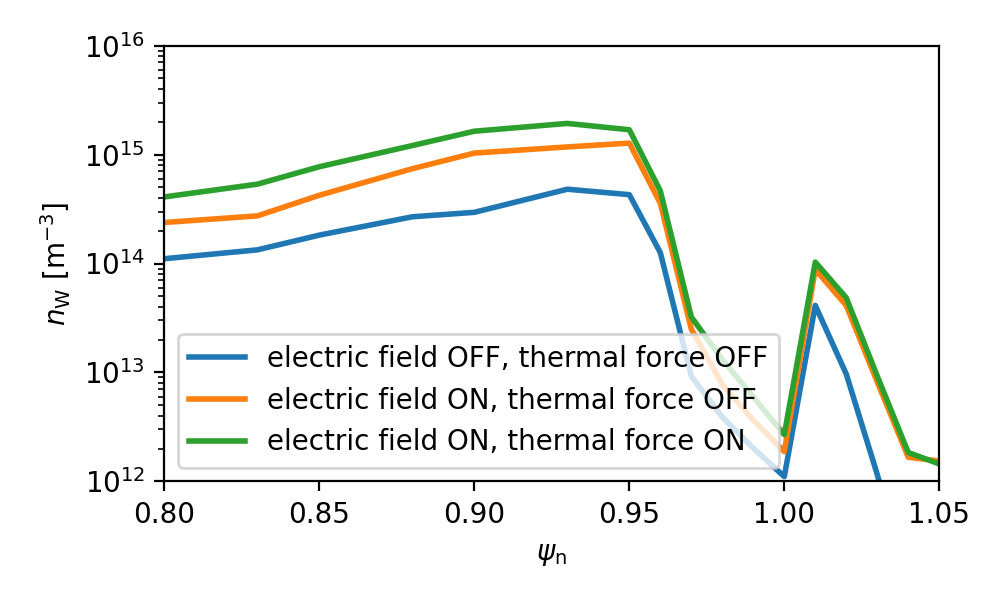 10^16
10^15
10^14
10^13
10^12
n_W [m^−3]
electric field OFF, thermal force OFF
electric field ON, thermal force OFF
electric field ON, thermal force ON
0.80 0.85 0.90 0.95 1.00 1.05
ψ_n